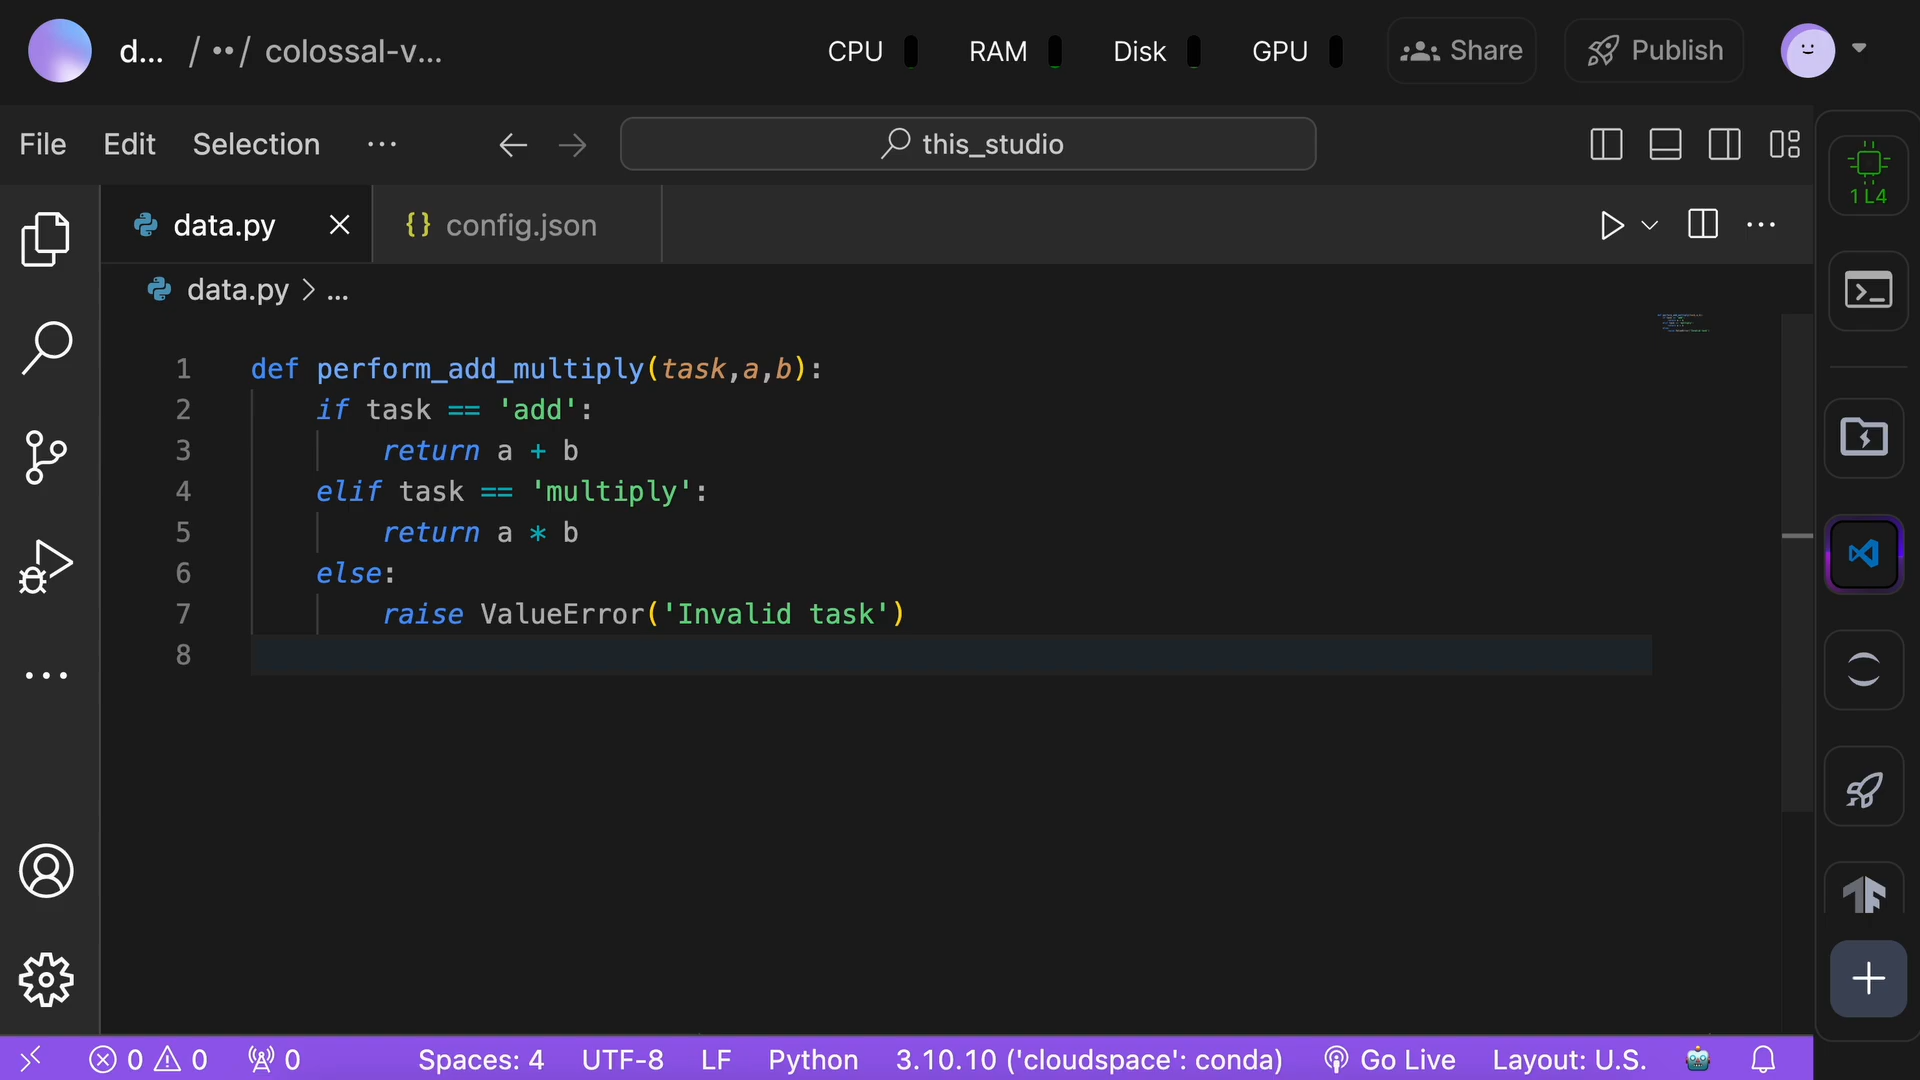 d... / ••/ colossal-v... CPU RAM Disk GPU Share Publish
File Edit Selection ··· this_studio
1 L4
data.py config.json
data.py > ...
1 def perform_add_multiply(task,a,b):
2     if task == 'add':
3         return a + b
4     elif task == 'multiply':
5         return a * b
6     else:
7         raise ValueError('Invalid task')
8
0 0 0 Spaces: 4 UTF-8 LF Python 3.10.10 ('cloudspace': conda) Go Live Layout: U.S.